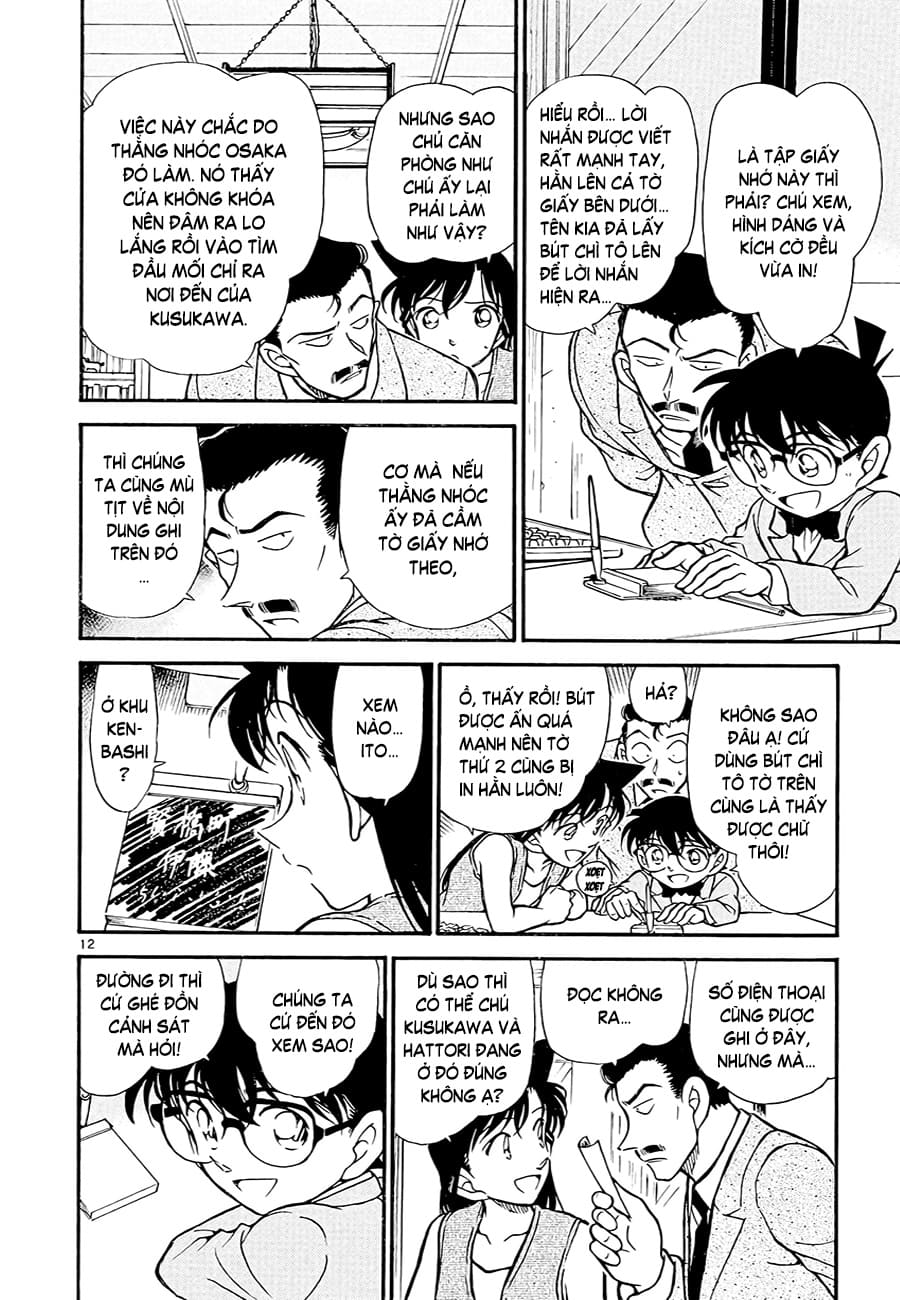 LÀ TẬP GIẤY
NHỚ NÀY THÌ
PHẢI? CHÚ XEM,
HÌNH DÁNG VÀ
KÍCH CỠ ĐỀU
VỪA IN!
HIỂU RỒI... LỜI
NHẮN ĐƯỢC VIẾT
RẤT MẠNH TAY,
HẰN LÊN CẢ TỜ
GIẤY BÊN DƯỚI...
TÊN KIA ĐÃ LẤY
BÚT CHÌ TÔ LÊN
ĐỂ LỜI NHẮN
HIỆN RA...
NHƯNG SAO
CHÚ CĂN
PHÒNG NHƯ
CHÚ ẤY LẠI
PHẢI LÀM
NHƯ VẬY?
VIỆC NÀY CHẮC DO
THẰNG NHÓC OSAKA
ĐÓ LÀM. NÓ THẤY
CỬA KHÔNG KHÓA
NÊN ĐÂM RA LO
LẮNG RỒI VÀO TÌM
ĐẦU MỐI CHỈ RA
NƠI ĐẾN CỦA
KUSUKAWA.
CƠ MÀ NẾU
THẰNG NHÓC
ẤY ĐÃ CẦM
TỜ GIẤY NHỚ
THEO,
THÌ CHÚNG
TA CŨNG MÙ
TỊT VỀ NỘI
DUNG GHI
TRÊN ĐÓ
...
KHÔNG SAO
ĐÂU Ạ! CỨ
DÙNG BÚT CHÌ
TÔ TỜ TRÊN
CÙNG LÀ THẤY
ĐƯỢC CHỮ
THÔI!
HẢ?
Ồ, THẤY RỒI! BÚT
ĐƯỢC ẤN QUÁ
MẠNH NÊN TỜ
THỨ 2 CŨNG BỊ
IN HẰN LUÔN!
XOẸT
XOẸT
XEM
NÀO...
ITO...
Ở KHU
KEN-
BASHI
?
賢橋町
伊
12
SỐ ĐIỆN THOẠI
CŨNG ĐƯỢC
GHI Ở ĐÂY,
NHƯNG MÀ...
ĐỌC KHÔNG
RA...
DÙ SAO THÌ
CÓ THỂ CHÚ
KUSUKAWA VÀ
HATTORI ĐANG
Ở ĐÓ ĐÚNG
KHÔNG Ạ?
CHÚNG TA
CỨ ĐẾN ĐÓ
XEM SAO!
ĐƯỜNG ĐI THÌ
CỨ GHÉ ĐỒN
CẢNH SÁT
MÀ HỎI!